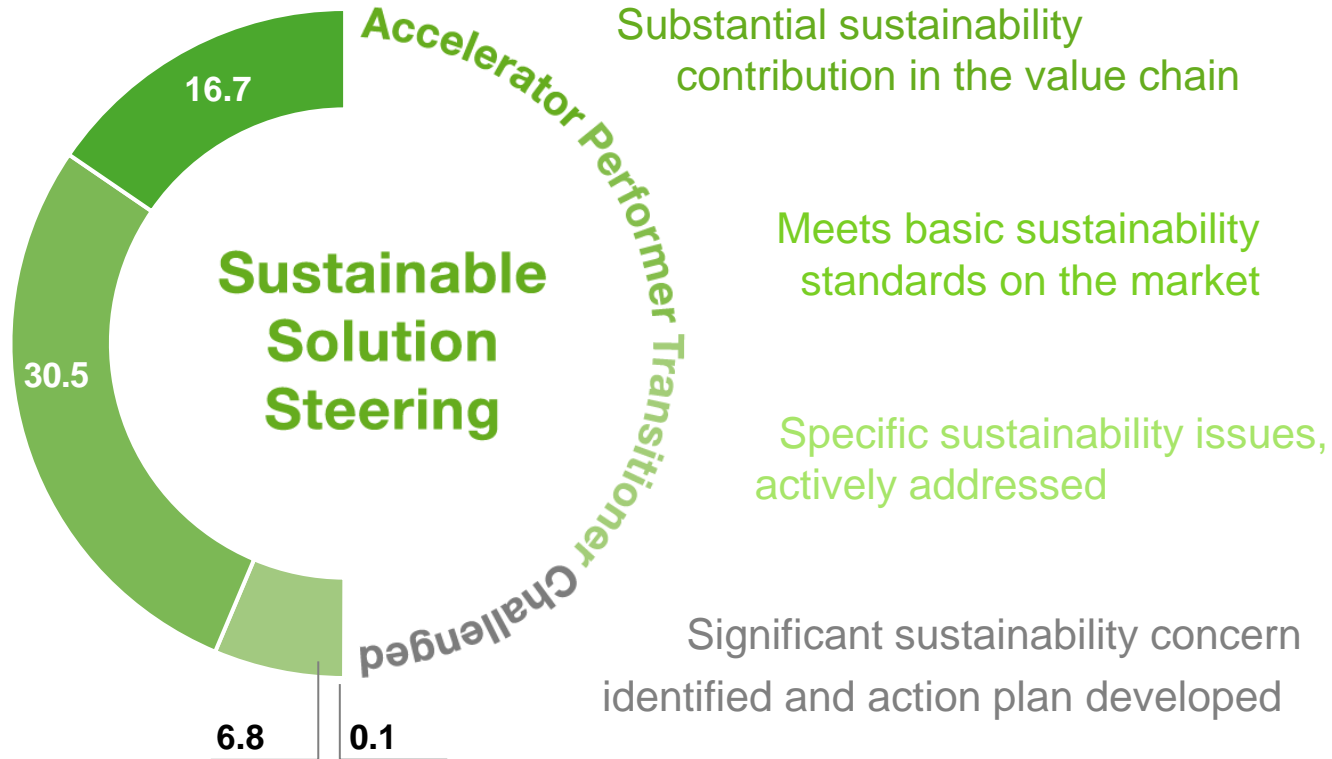 16.7
30.5
6.8
0.1
Sustainable
Solution
Steering
Accelerator Performer Transitioner Challenged
Substantial sustainability
contribution in the value chain
Meets basic sustainability
standards on the market
Specific sustainability issues,
actively addressed
Significant sustainability concern
identified and action plan developed